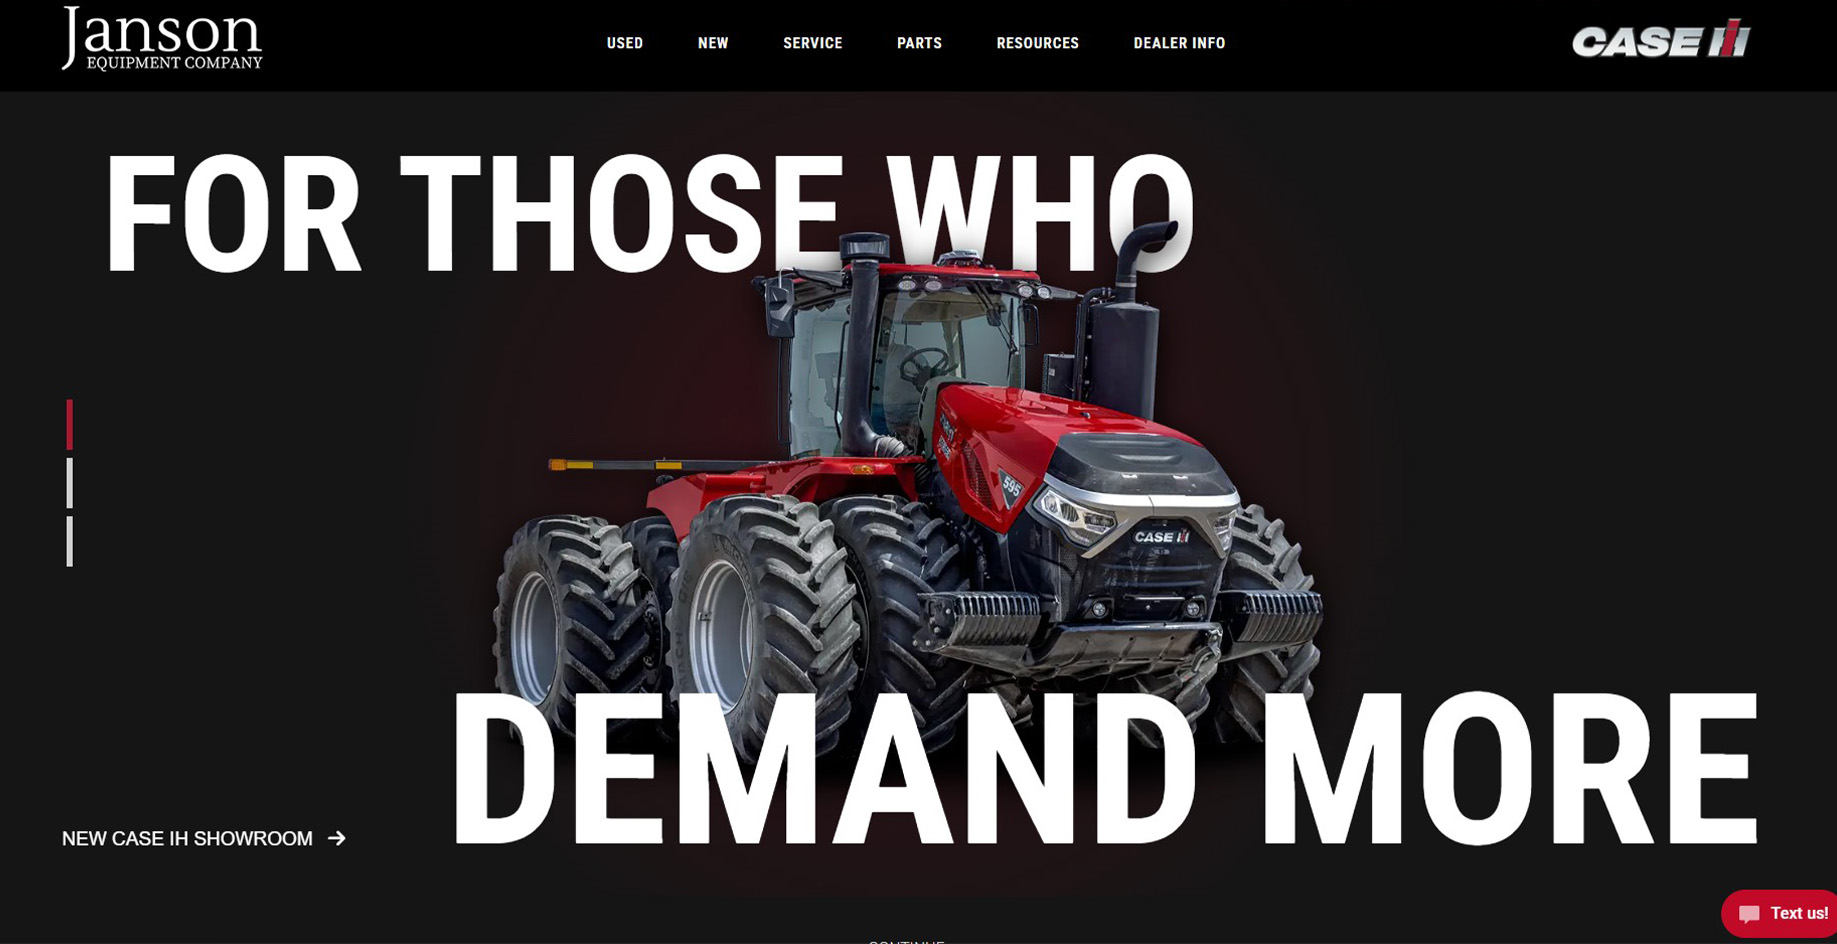 Janson
EQUIPMENT COMPANY
USED
NEW
SERVICE
PARTS
RESOURCES
DEALER INFO
CASE IH
FOR THOSE WHO
595
CASE IH
DEMAND MORE
NEW CASE IH SHOWROOM
Text us!
CONTINUE